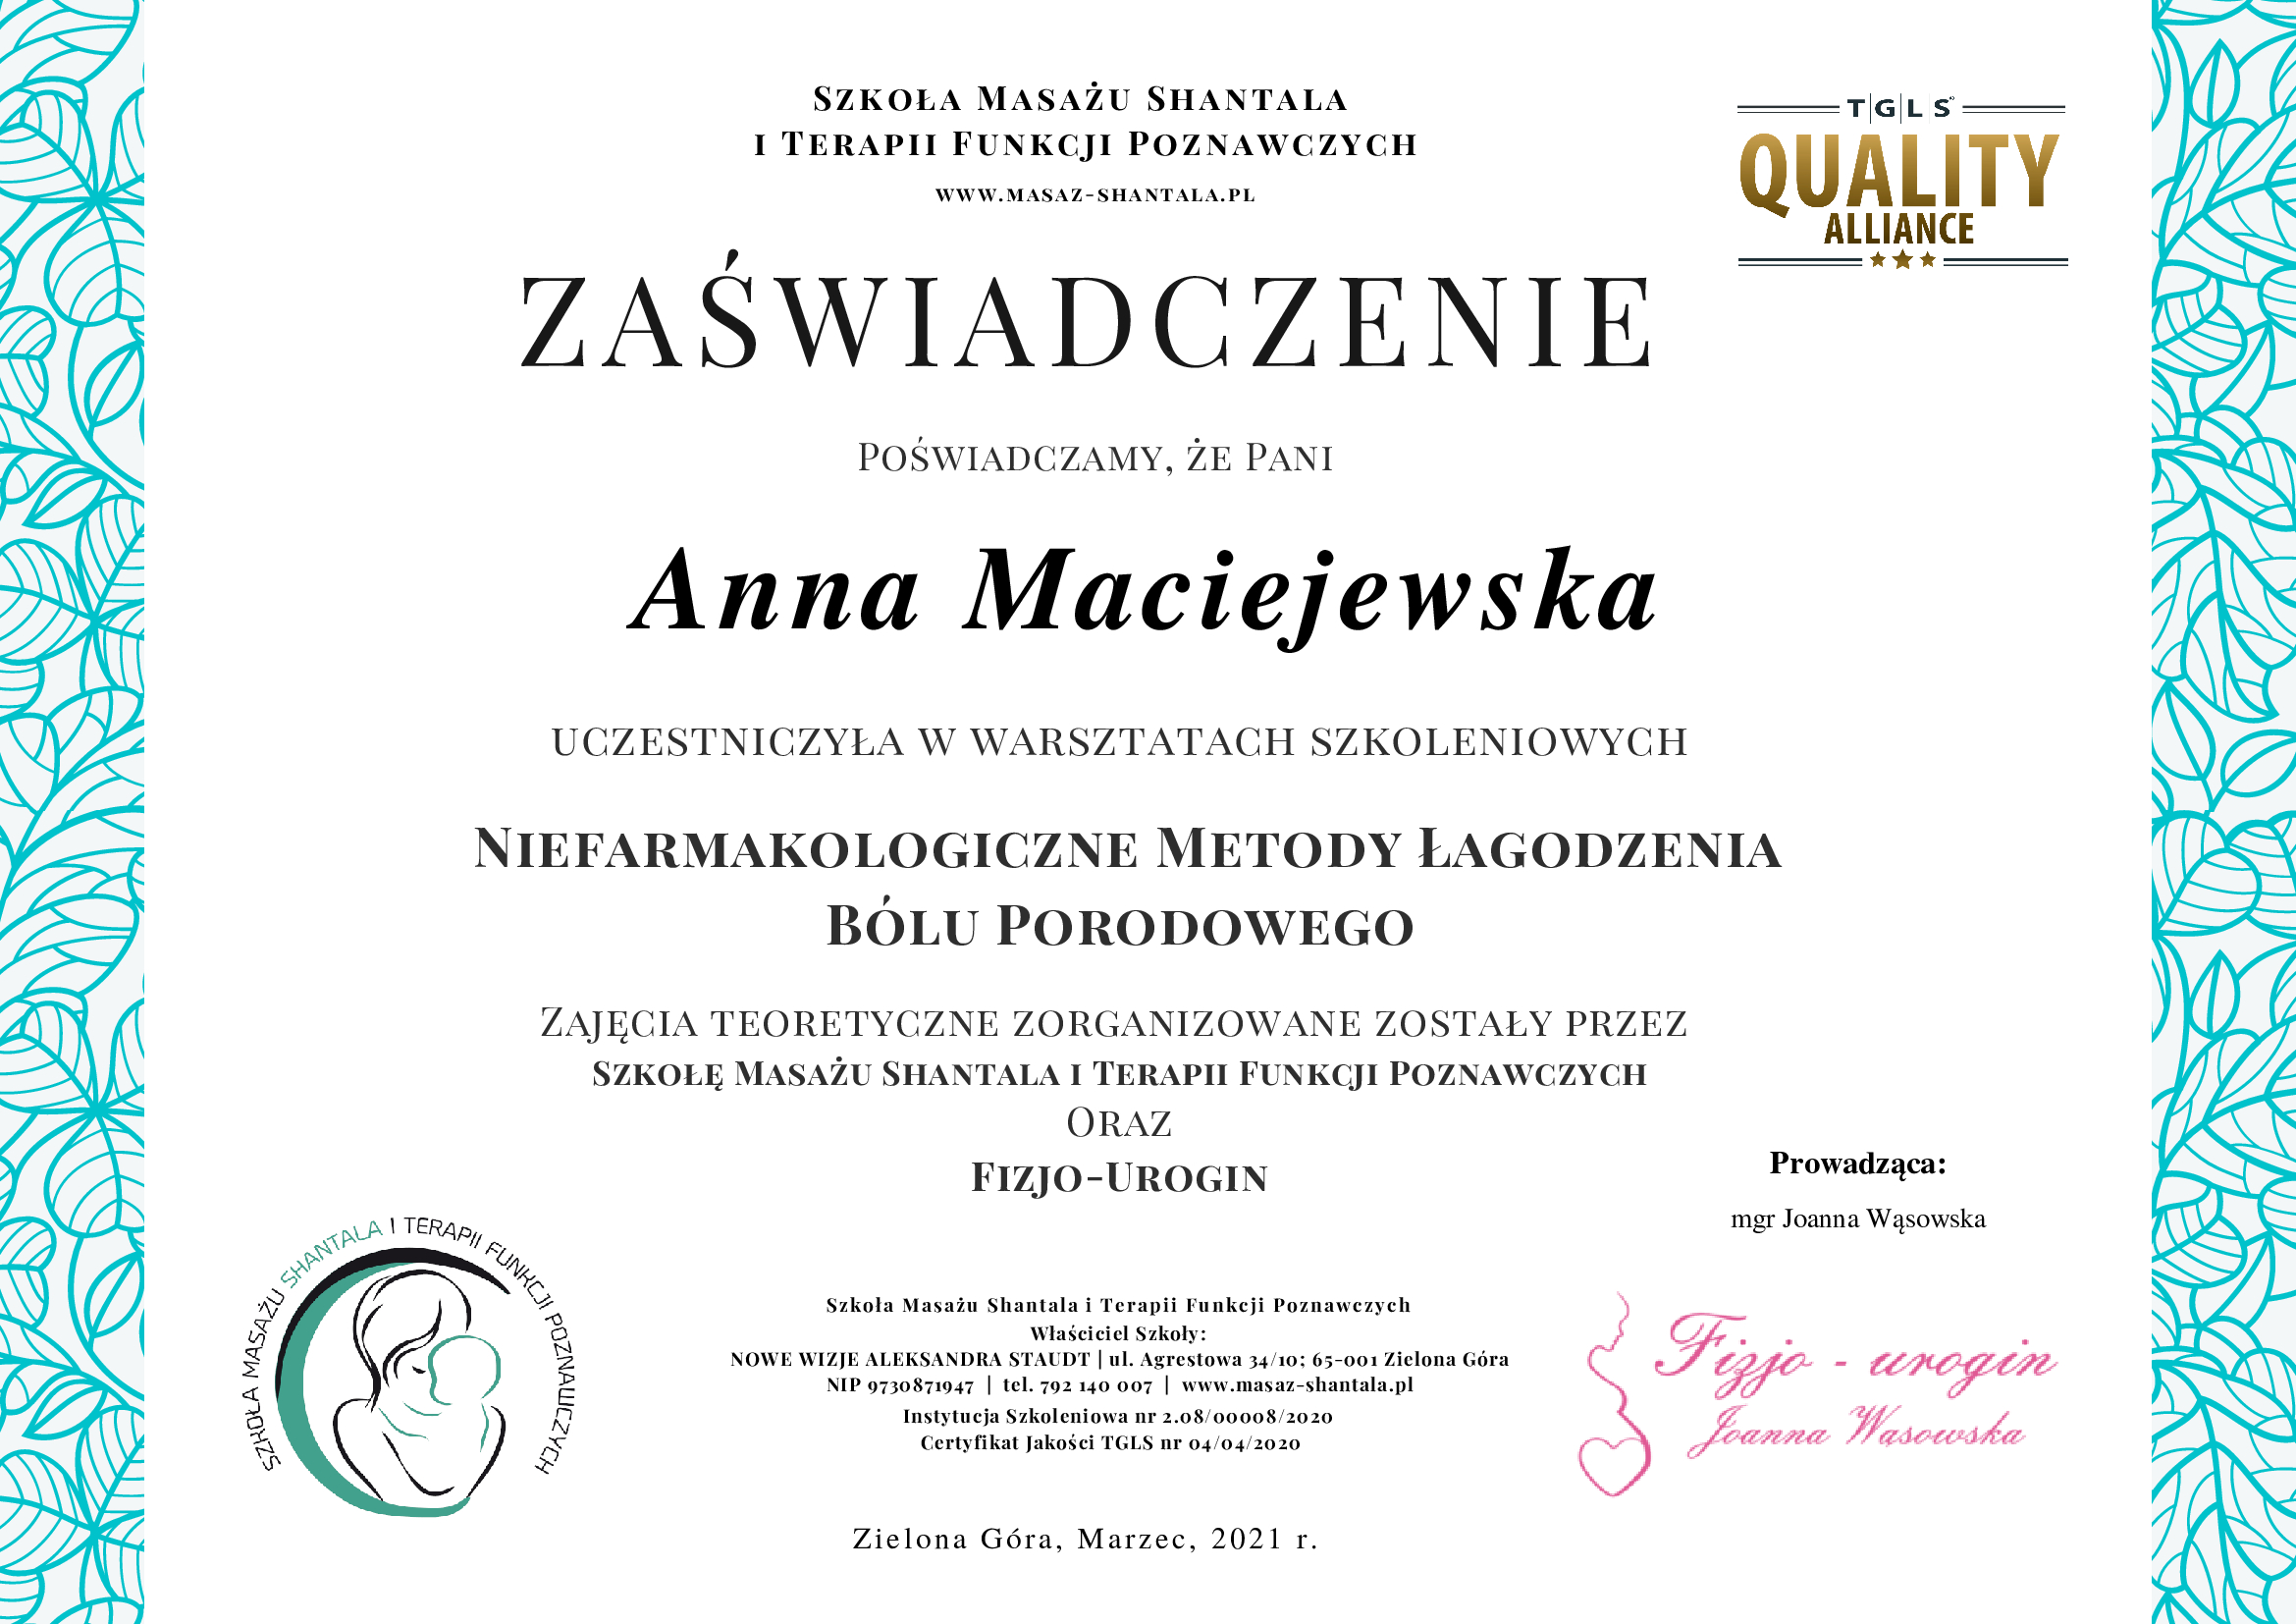 Szkoła Masażu Shantala
i Terapii Funkcji Poznawczych
www.masaz-shantala.pl
T|G|L|S®
QUALITY
ALLIANCE
ZAŚWIADCZENIE
Poświadczamy, że Pani
Anna Maciejewska
uczestniczyła w warsztatach szkoleniowych
Niefarmakologiczne Metody Łagodzenia
Bólu Porodowego
Zajęcia teoretyczne zorganizowane zostały przez
Szkołę Masażu Shantala i Terapii Funkcji Poznawczych
Oraz
Fizjo-Urogin
Prowadząca:
mgr Joanna Wąsowska
SZKOŁA MASAŻU SHANTALA I TERAPII FUNKCJI POZNAWCZYCH
Szkoła Masażu Shantala i Terapii Funkcji Poznawczych
Właściciel Szkoły:
NOWE WIZJE ALEKSANDRA STAUDT | ul. Agrestowa 34/10; 65-001 Zielona Góra
NIP 9730871947 | tel. 792 140 007 | www.masaz-shantala.pl
Instytucja Szkoleniowa nr 2.08/00008/2020
Certyfikat Jakości TGLS nr 04/04/2020
Fizjo - urogin
Joanna Wąsowska
Zielona Góra, Marzec, 2021 r.